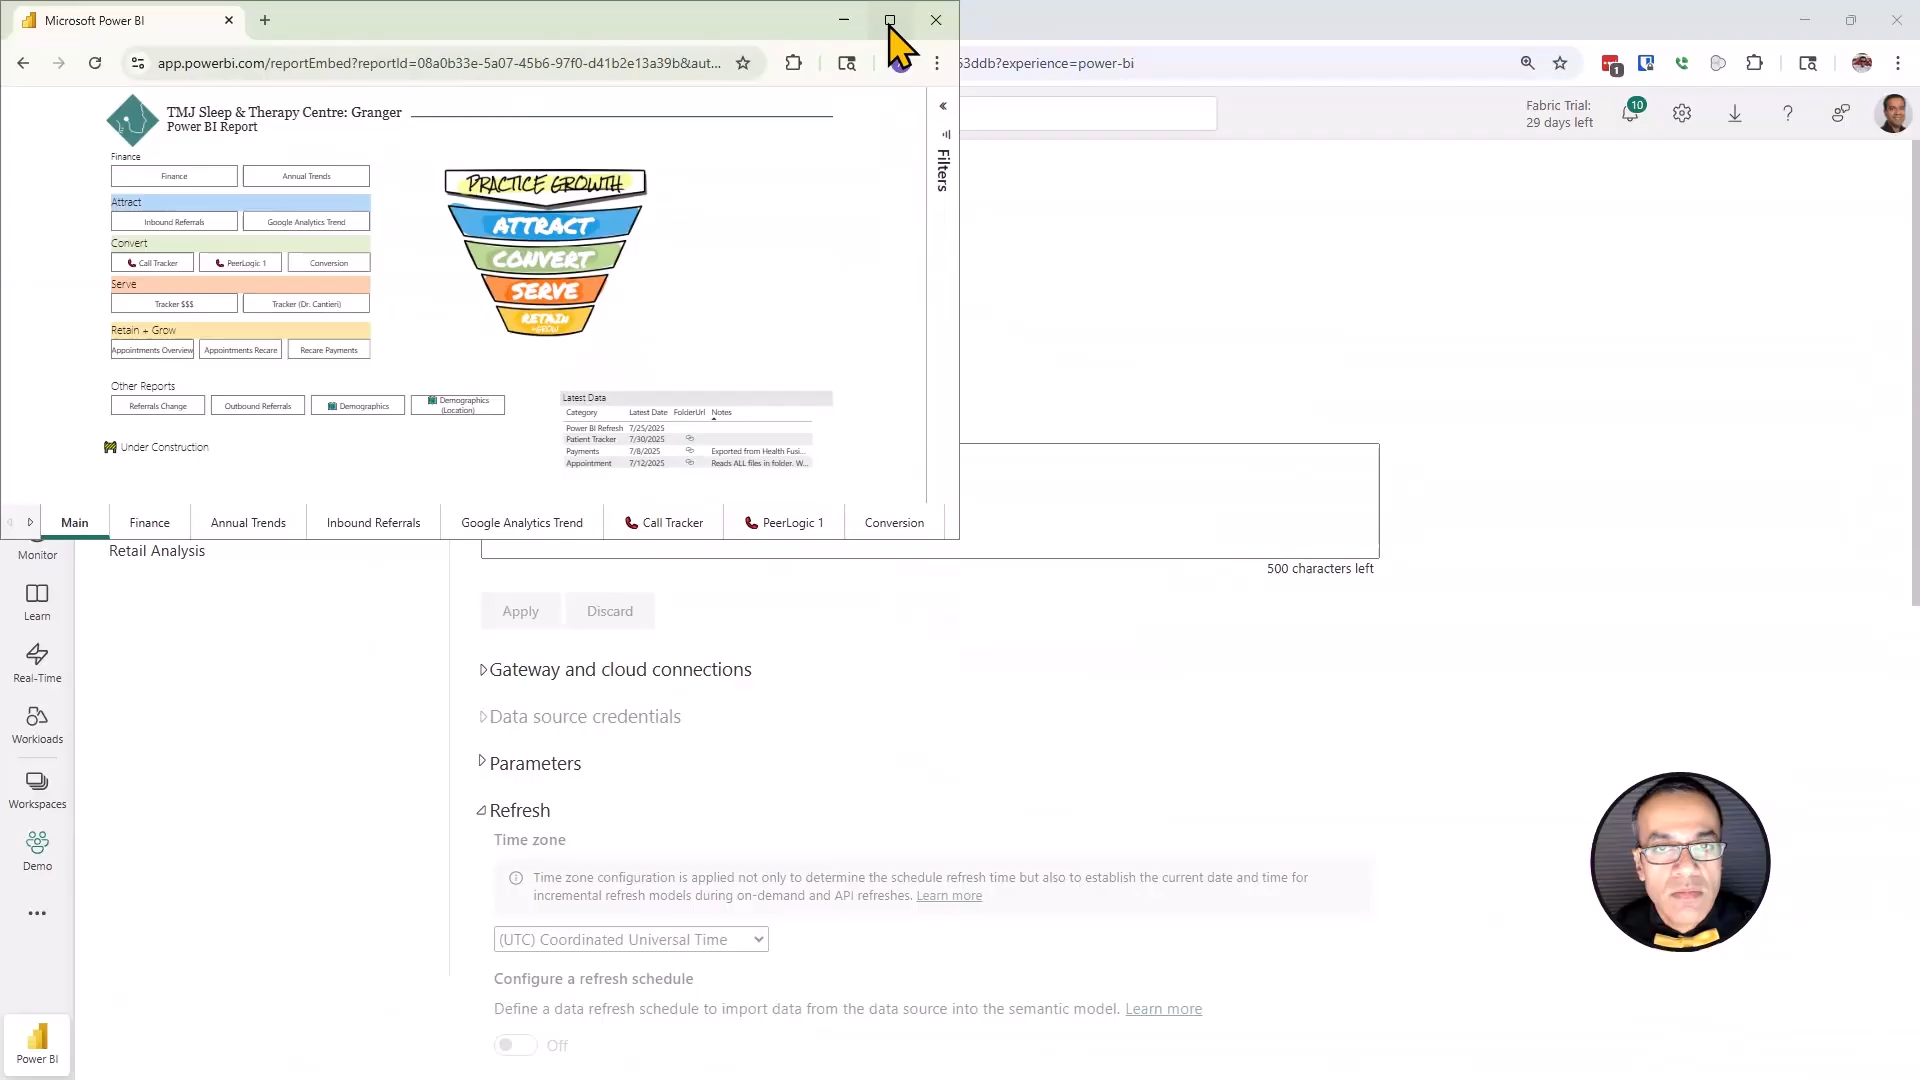 Microsoft Power BI
app.powerbi.com/reportEmbed?reportId=08a0b33e-5a07-45b6-97f0-d41b2e13a39b&aut...
53ddb?experience=power-bi
1
TMJ Sleep & Therapy Centre: Granger
Power BI Report
Fabric Trial:
29 days left
10
Filters
Finance
Finance
Annual Trends
Attract
Inbound Referrals
Google Analytics Trend
Convert
Call Tracker
PeerLogic 1
Conversion
Serve
Tracker $$$
Tracker (Dr. Cantieri)
Retain + Grow
Appointments Overview
Appointments Recare
Recare Payments
PRACTICE GROWTH
ATTRACT
CONVERT
SERVE
RETAIN
+GROW
Other Reports
Referrals Change
Outbound Referrals
Demographics
Demographics
(Location)
Under Construction
Latest Data
Category Latest Date FolderUrl Notes
Power BI Refresh 7/25/2025
Patient Tracker 7/30/2025
Payments 7/8/2025 Exported from Health Fusi...
Appointment 7/12/2025 Reads ALL files in folder. W...
Main
Finance
Annual Trends
Inbound Referrals
Google Analytics Trend
Call Tracker
PeerLogic 1
Conversion
Monitor
Learn
Real-Time
Workloads
Workspaces
Demo
Power BI
Retail Analysis
500 characters left
Apply
Discard
Gateway and cloud connections
Data source credentials
Parameters
Refresh
Time zone
Time zone configuration is applied not only to determine the schedule refresh time but also to establish the current date and time for
incremental refresh models during on-demand and API refreshes. Learn more
(UTC) Coordinated Universal Time
Configure a refresh schedule
Define a data refresh schedule to import data from the data source into the semantic model. Learn more
Off